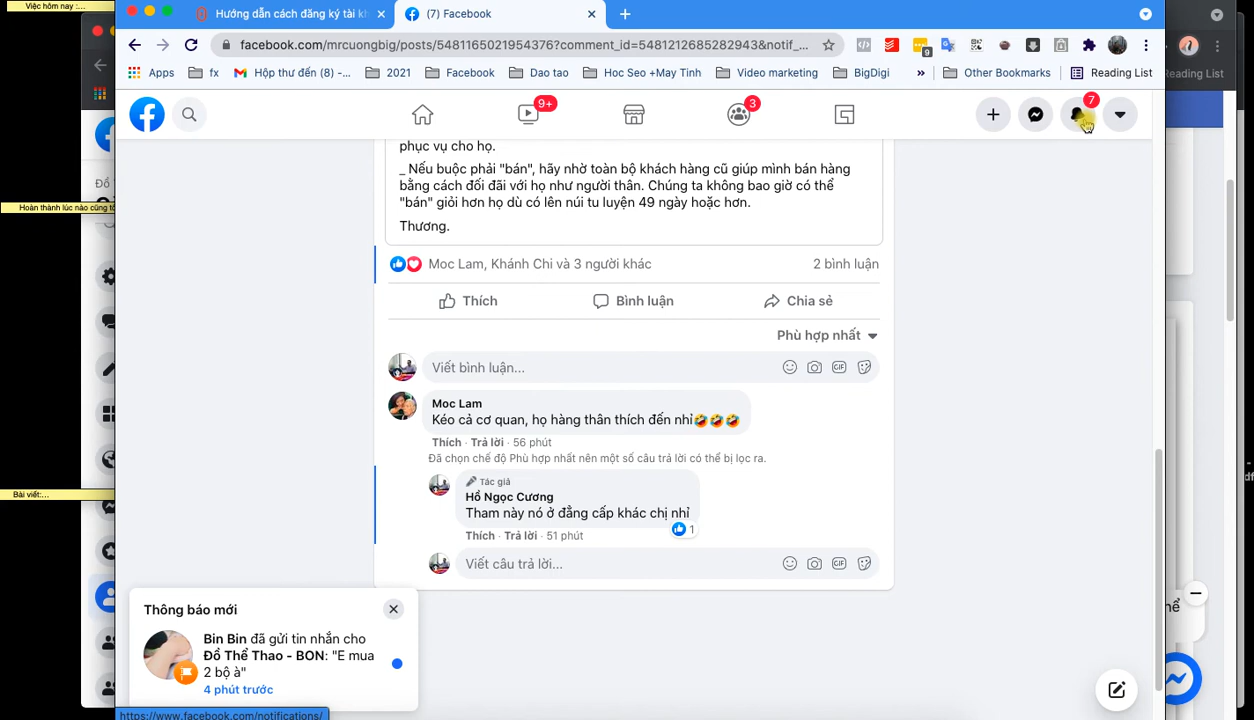 Việc hôm nay :...
Hướng dẫn cách đăng ký tài kh
(7) Facebook
facebook.com/mrcuongbig/posts/5481165021954376?comment_id=5481212685282943&notif_...
9
Apps
fx
Hộp thư đến (8) -...
2021
Facebook
Dao tao
Hoc Seo +May Tinh
Video marketing
BigDigi
»
Other Bookmarks
Reading List
Reading List
9+
3
7
phục vụ cho họ.
_ Nếu buộc phải "bán", hãy nhờ toàn bộ khách hàng cũ giúp mình bán hàng
bằng cách đối đãi với họ như người thân. Chúng ta không bao giờ có thể
"bán" giỏi hơn họ dù có lên núi tu luyện 49 ngày hoặc hơn.
Thương.
Đồ
Hoàn thành lúc nào cũng tố
Moc Lam, Khánh Chi và 3 người khác
2 bình luận
Thích
Bình luận
Chia sẻ
Phù hợp nhất
Viết bình luận...
GIF
Moc Lam
Kéo cả cơ quan, họ hàng thân thích đến nhỉ🤣🤣🤣
Thích · Trả lời · 56 phút
Đã chọn chế độ Phù hợp nhất nên một số câu trả lời có thể bị lọc ra.
Tác giả
Hồ Ngọc Cương
Tham này nó ở đẳng cấp khác chị nhỉ
1
Thích · Trả lời · 51 phút
Viết câu trả lời...
GIF
Bài viết:...
Thông báo mới
Bin Bin đã gửi tin nhắn cho
Đồ Thể Thao - BON: "E mua
2 bộ à"
4 phút trước
https://www.facebook.com/notifications/